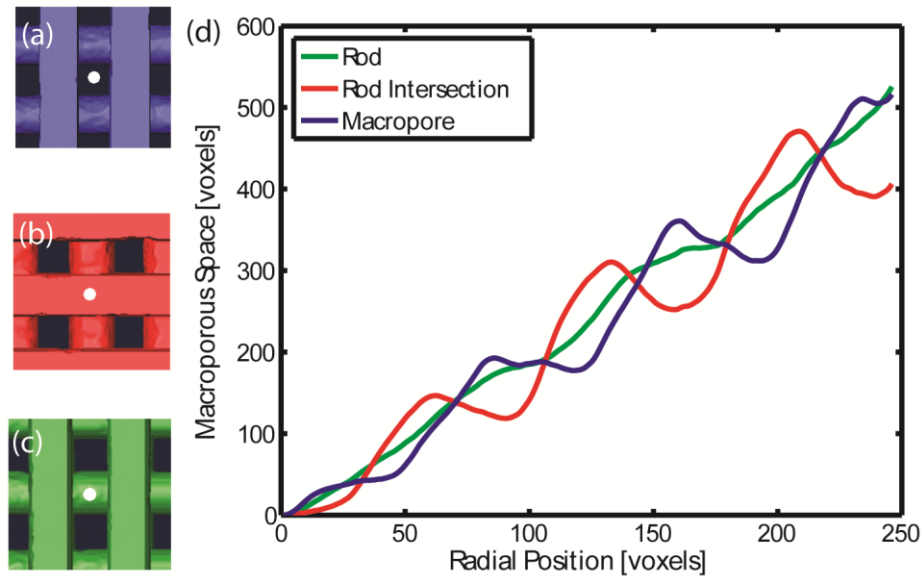 (a)
(b)
(c)
(d)
600
500
400
300
200
100
0
Macroporous Space [voxels]
Rod
Rod Intersection
Macropore
0 50 100 150 200 250
Radial Position [voxels]